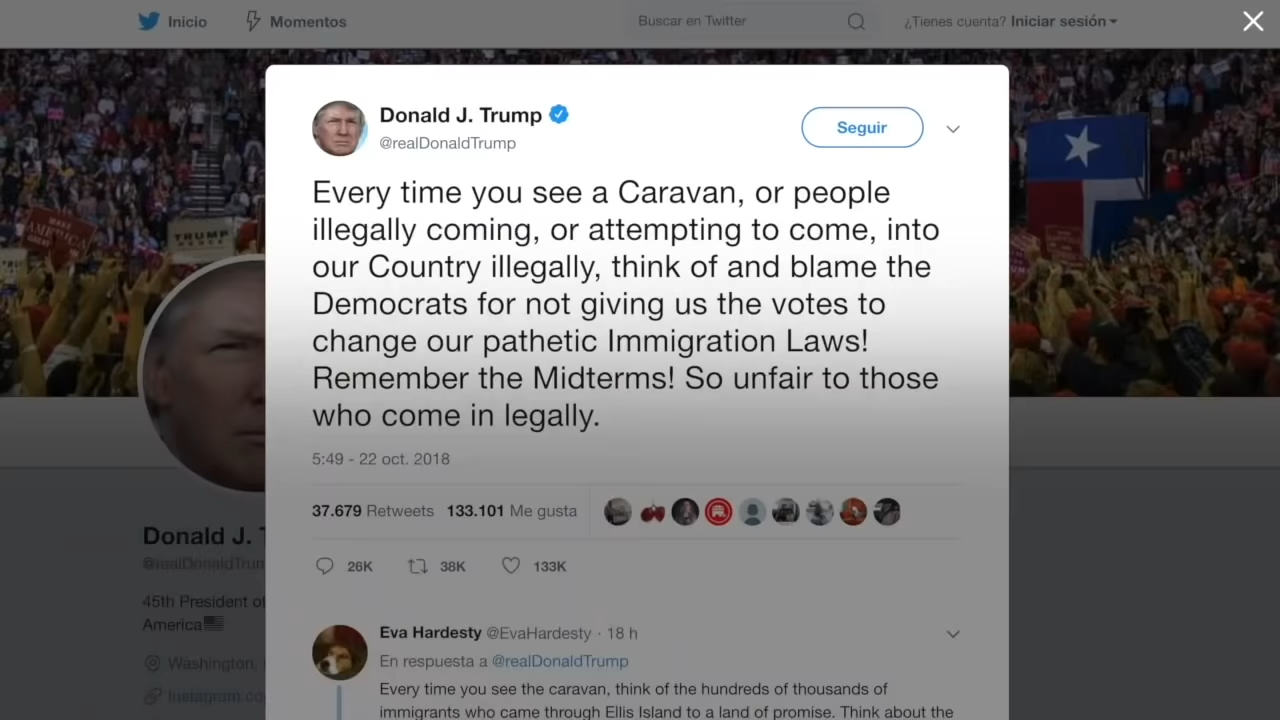 Inicio
Momentos
Buscar en Twitter
¿Tienes cuenta? Iniciar sesión
Donald J. Trump
@realDonaldTrump
Seguir
Every time you see a Caravan, or people
illegally coming, or attempting to come, into
our Country illegally, think of and blame the
Democrats for not giving us the votes to
change our pathetic Immigration Laws!
Remember the Midterms! So unfair to those
who come in legally.
5:49 - 22 oct. 2018
37.679 Retweets 133.101 Me gusta
26K 38K 133K
Eva Hardesty @EvaHardesty · 18 h
En respuesta a @realDonaldTrump
Every time you see the caravan, think of the hundreds of thousands of
immigrants who came through Ellis Island to a land of promise. Think about the
Donald J. T
@realDonaldTrun
45th President of
America
Washington,
Instagram.co
TRUMP
AMERICA